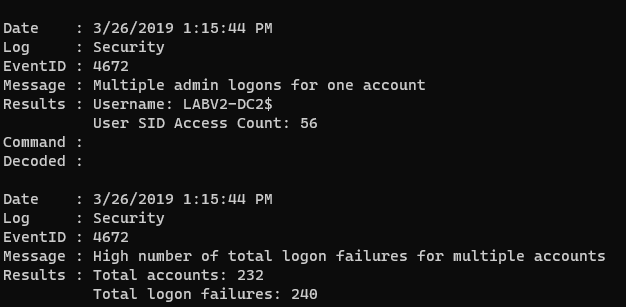 Date    : 3/26/2019 1:15:44 PM
Log     : Security
EventID : 4672
Message : Multiple admin logons for one account
Results : Username: LABV2-DC2$
          User SID Access Count: 56
Command :
Decoded :

Date    : 3/26/2019 1:15:44 PM
Log     : Security
EventID : 4672
Message : High number of total logon failures for multiple accounts
Results : Total accounts: 232
          Total logon failures: 240